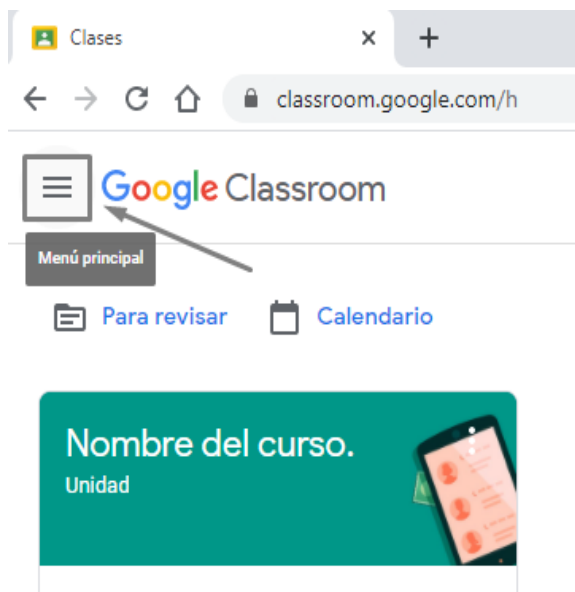 Clases
classroom.google.com/h
Google Classroom
Menú principal
Para revisar Calendario
Nombre del curso.
Unidad